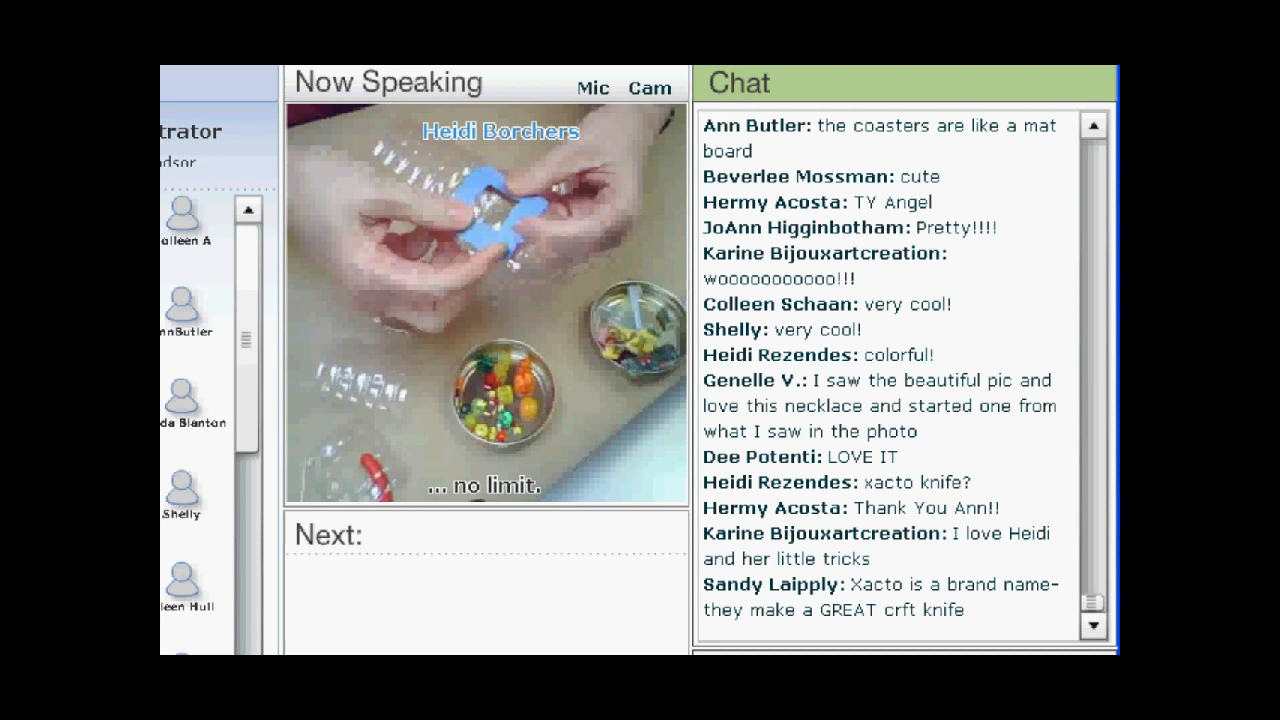 trator
dsor
olleen A
nnButler
da Blanton
Shelly
leen Hull
Now Speaking Mic Cam
Heidi Borchers
... no limit.
Next:
Chat
Ann Butler: the coasters are like a mat
board
Beverlee Mossman: cute
Hermy Acosta: TY Angel
JoAnn Higginbotham: Pretty!!!!
Karine Bijouxartcreation:
wooooooooooo!!!
Colleen Schaan: very cool!
Shelly: very cool!
Heidi Rezendes: colorful!
Genelle V.: I saw the beautiful pic and
love this necklace and started one from
what I saw in the photo
Dee Potenti: LOVE IT
Heidi Rezendes: xacto knife?
Hermy Acosta: Thank You Ann!!
Karine Bijouxartcreation: I love Heidi
and her little tricks
Sandy Laipply: Xacto is a brand name-
they make a GREAT crft knife